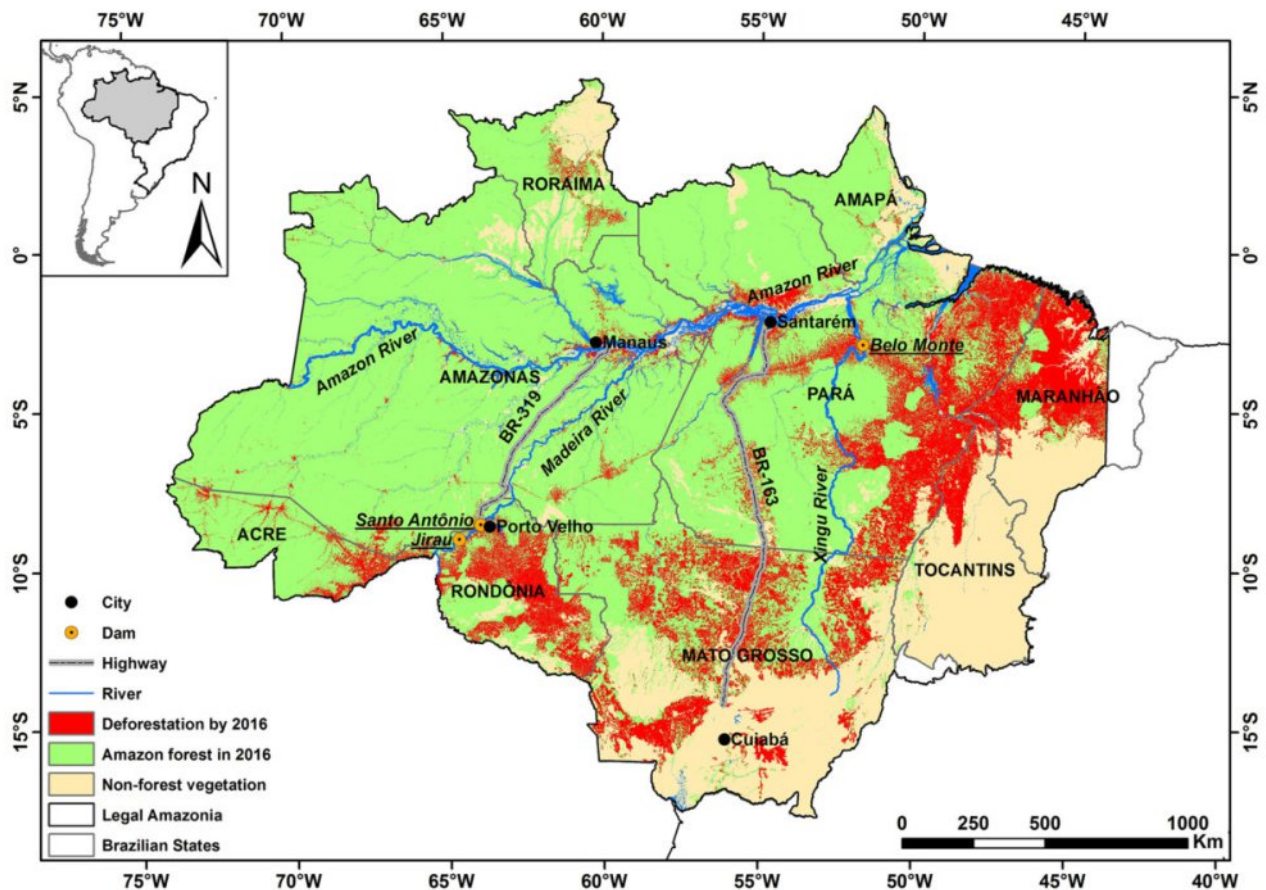 75°W 70°W 65°W 60°W 55°W 50°W 45°W
5°N
5°N
N
RORAIMA
AMAPÁ
0°
0°
Amazon River
Santarém
Manaus
Belo Monte
Amazon River
AMAZONAS
PARÁ
MARANHÃO
5°S
5°S
BR-319
Madeira River
BR-163
Xingu River
Santo Antônio
Porto Velho
ACRE
Jirau
TOCANTINS
10°S
10°S
RONDÔNIA
MATO GROSSO
Cuiabá
15°S
15°S
City
Dam
Highway
River
Deforestation by 2016
Amazon forest in 2016
Non-forest vegetation
Legal Amazonia
Brazilian States
0 250 500 1000
Km
75°W 70°W 65°W 60°W 55°W 50°W 45°W 40°W